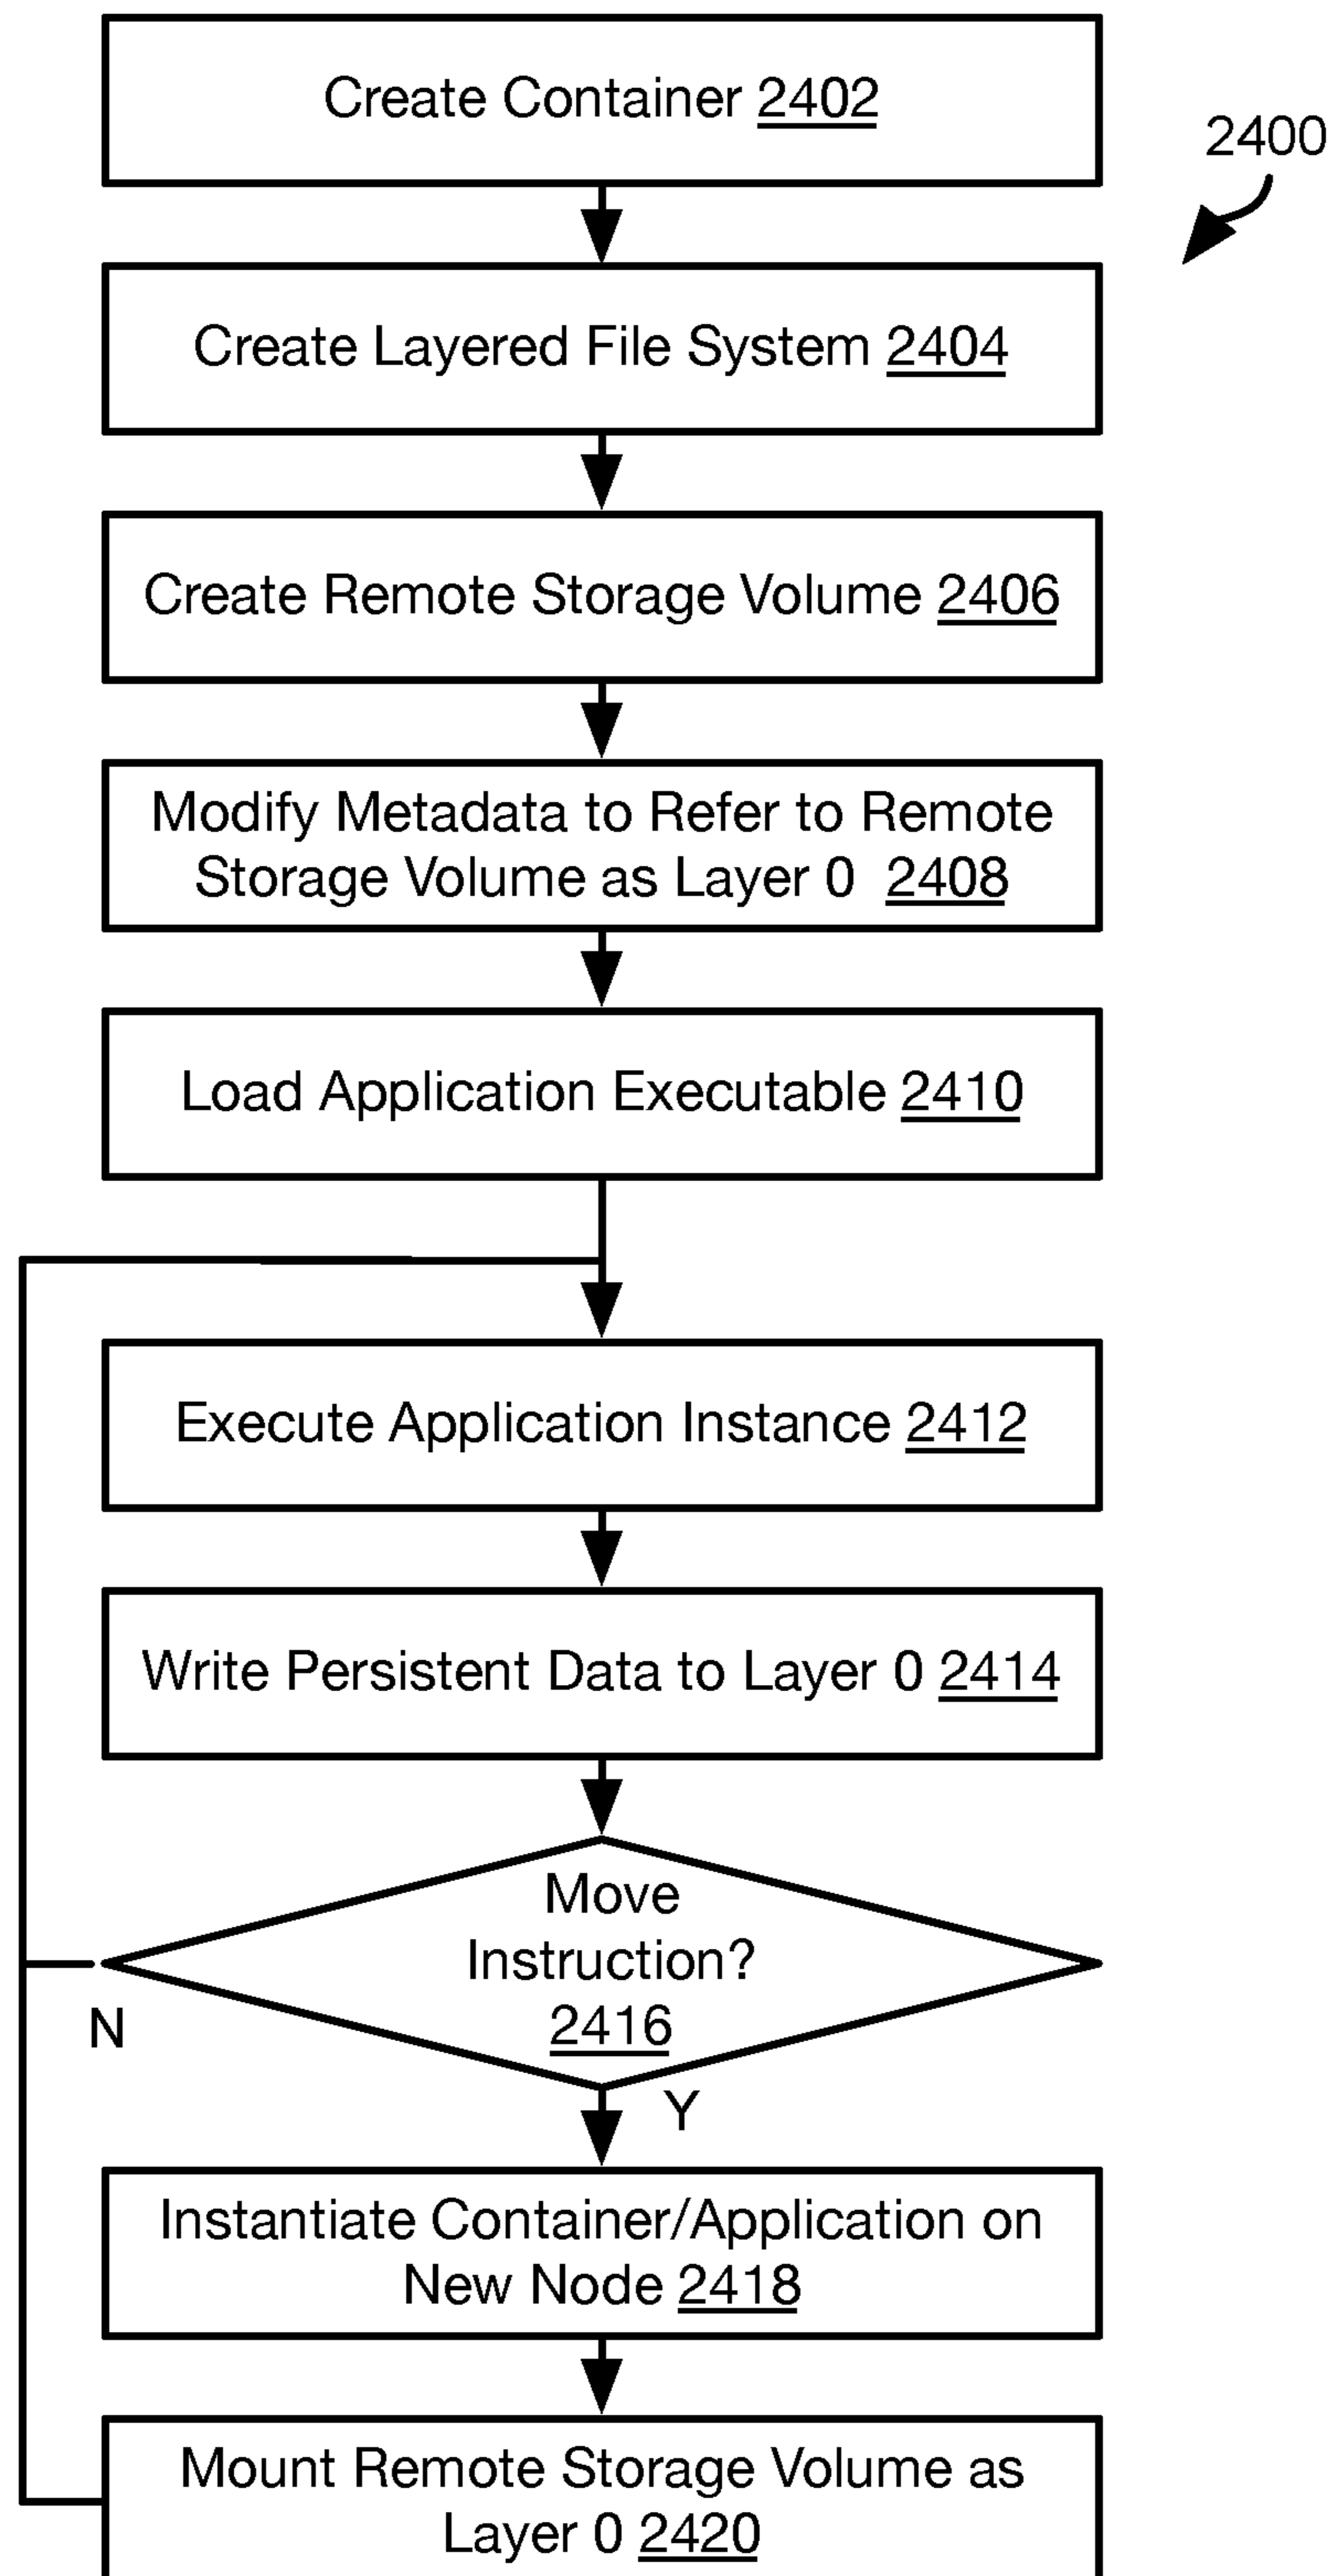 Create Container 2402
2400
Create Layered File System 2404
Create Remote Storage Volume 2406
Modify Metadata to Refer to Remote
Storage Volume as Layer 0 2408
Load Application Executable 2410
Execute Application Instance 2412
Write Persistent Data to Layer 0 2414
Move
Instruction?
2416
N
Y
Instantiate Container/Application on
New Node 2418
Mount Remote Storage Volume as
Layer 0 2420